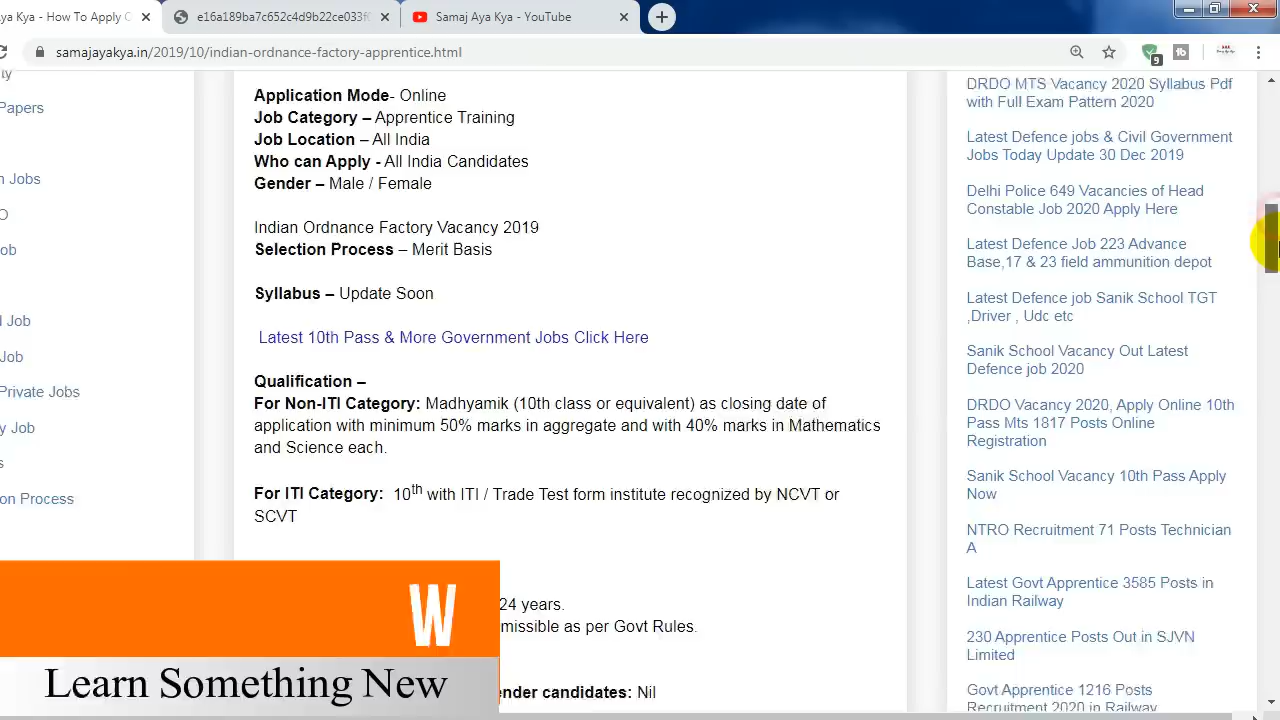 Aya Kya - How To Apply O
e16a189ba7c652c4d9b22ce033f
Samaj Aya Kya - YouTube
samajayakya.in/2019/10/indian-ordnance-factory-apprentice.html
9
tb
ty
Papers
n Jobs
O
ob
l Job
Job
Private Jobs
y Job
s
on Process
Application Mode- Online
Job Category – Apprentice Training
Job Location – All India
Who can Apply - All India Candidates
Gender – Male / Female
Indian Ordnance Factory Vacancy 2019
Selection Process – Merit Basis
Syllabus – Update Soon
Latest 10th Pass & More Government Jobs Click Here
Qualification –
For Non-ITI Category: Madhyamik (10th class or equivalent) as closing date of
application with minimum 50% marks in aggregate and with 40% marks in Mathematics
and Science each.
For ITI Category: 10th with ITI / Trade Test form institute recognized by NCVT or
SCVT
24 years.
missible as per Govt Rules.
ender candidates: Nil
DRDO MTS Vacancy 2020 Syllabus Pdf
with Full Exam Pattern 2020
Latest Defence jobs & Civil Government
Jobs Today Update 30 Dec 2019
Delhi Police 649 Vacancies of Head
Constable Job 2020 Apply Here
Latest Defence Job 223 Advance
Base,17 & 23 field ammunition depot
Latest Defence job Sanik School TGT
,Driver , Udc etc
Sanik School Vacancy Out Latest
Defence job 2020
DRDO Vacancy 2020, Apply Online 10th
Pass Mts 1817 Posts Online
Registration
Sanik School Vacancy 10th Pass Apply
Now
NTRO Recruitment 71 Posts Technician
A
Latest Govt Apprentice 3585 Posts in
Indian Railway
230 Apprentice Posts Out in SJVN
Limited
Govt Apprentice 1216 Posts
Recruitment 2020 in Railway
W
Learn Something New